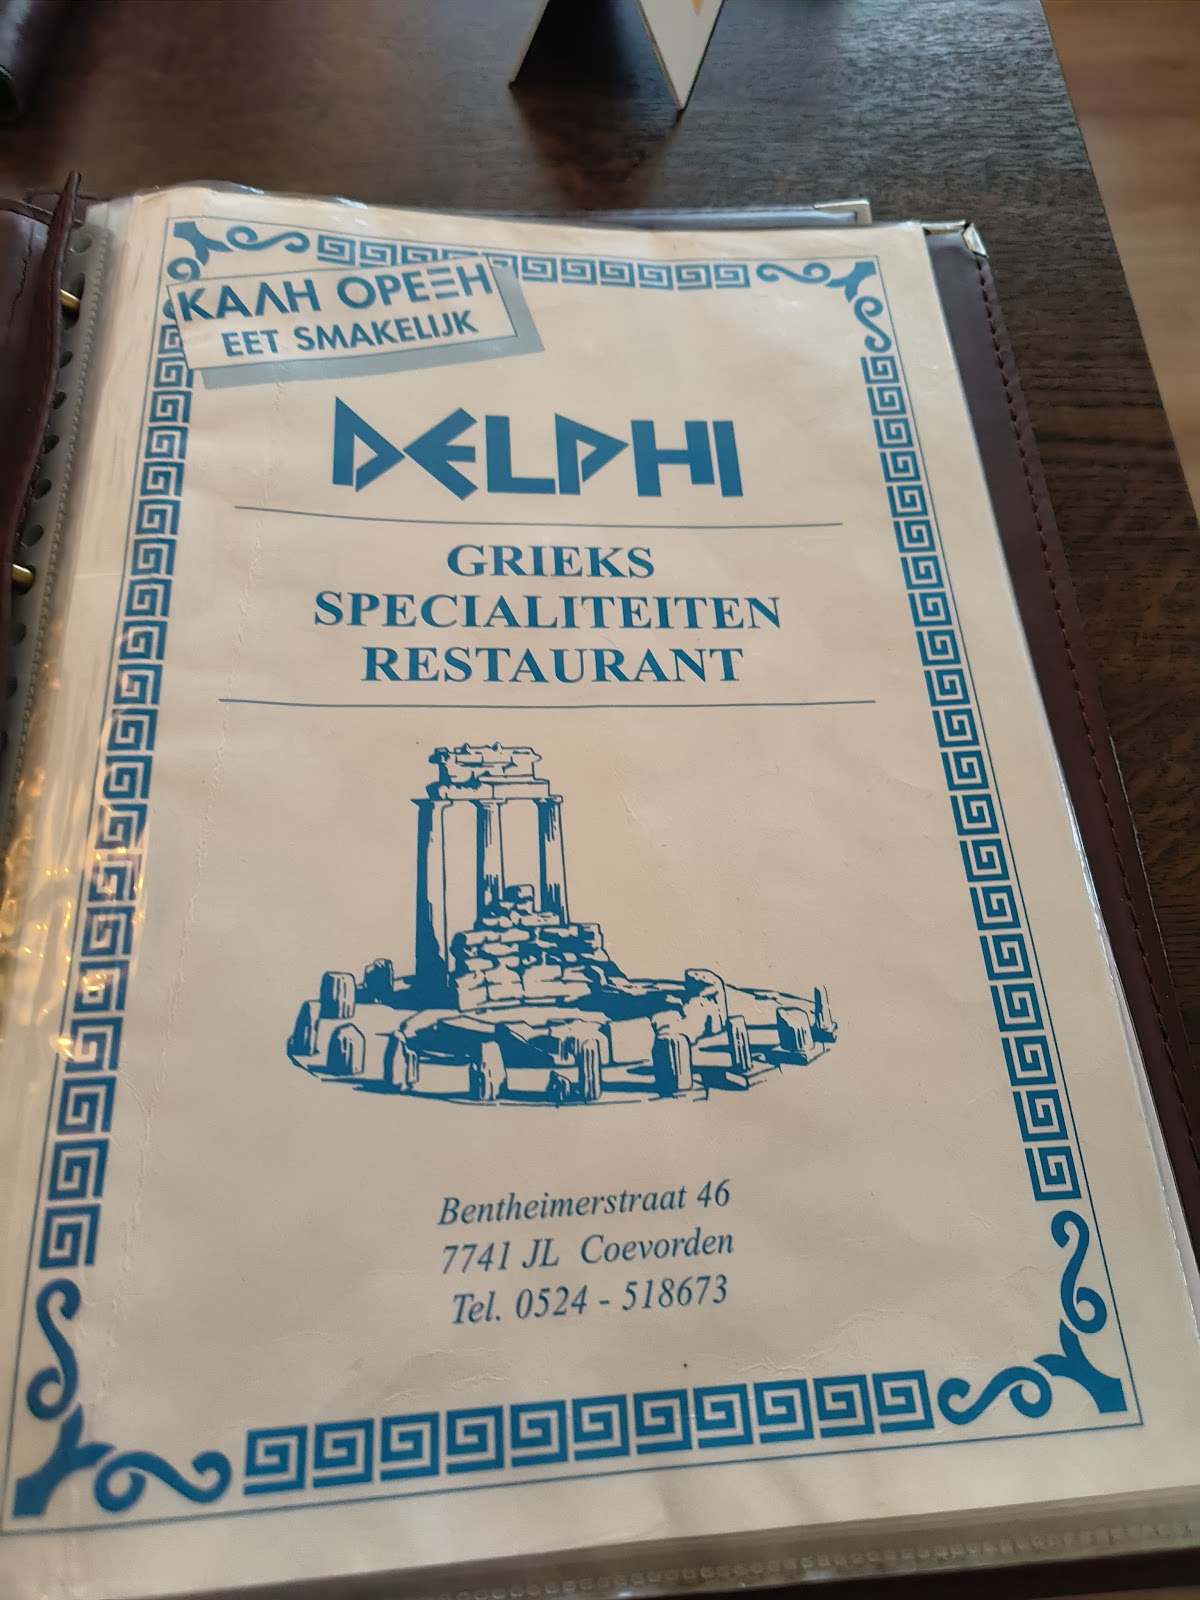 ΚΑΛΗ ΟΡΕΞΗ
EET SMAKELIJK
DELPHI
GRIEKS
SPECIALITEITEN
RESTAURANT
Bentheimerstraat 46
7741 JL Coevorden
Tel. 0524 - 518673